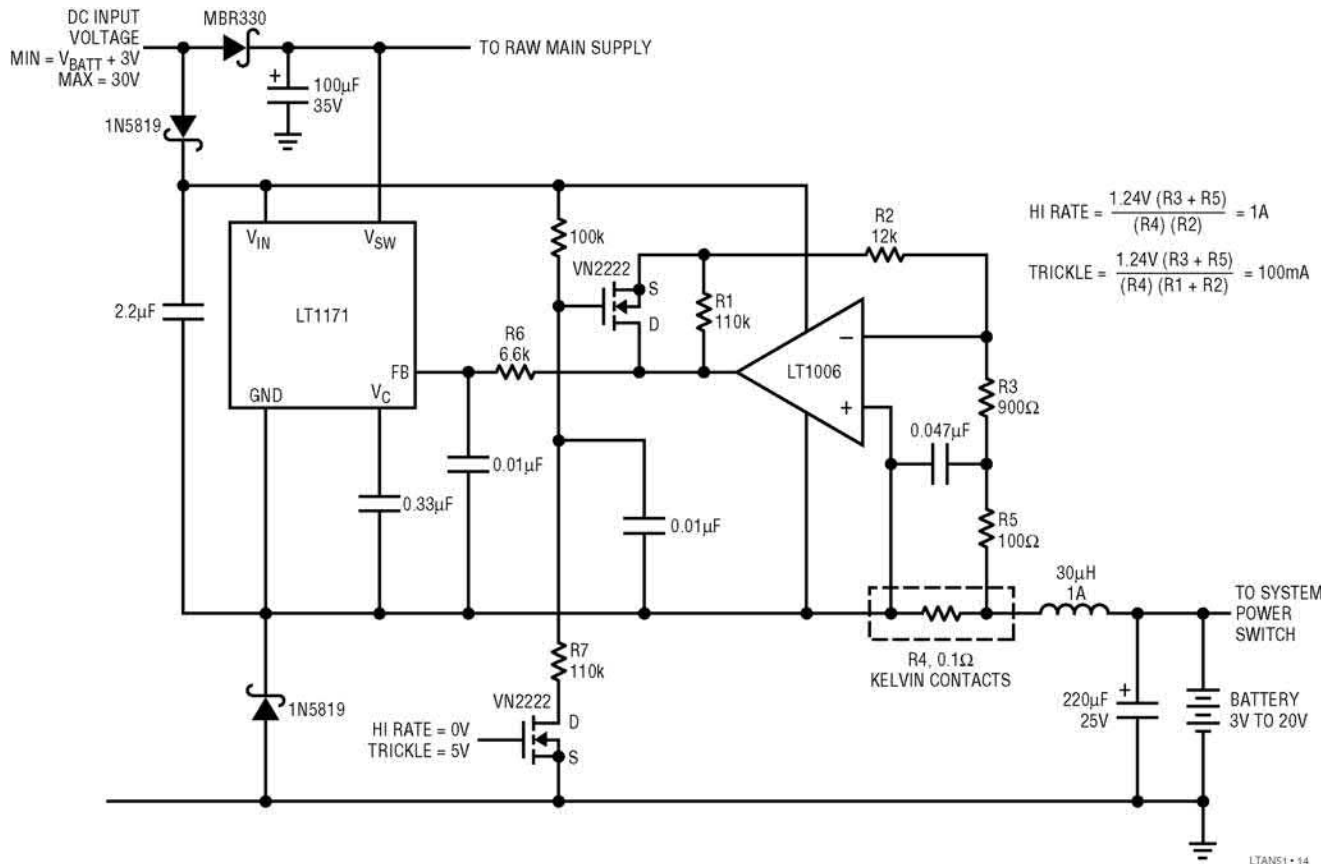 DC INPUT
VOLTAGE
MIN = VBATT + 3V
MAX = 30V
MBR330
TO RAW MAIN SUPPLY
+
100µF
35V
1N5819
VIN
VSW
LT1171
GND
VC
FB
2.2µF
100k
VN2222
S
D
R1
110k
R2
12k
HI RATE = 1.24V (R3 + R5) / (R4) (R2) = 1A
TRICKLE = 1.24V (R3 + R5) / (R4) (R1 + R2) = 100mA
R6
6.6k
LT1006
−
+
R3
900Ω
0.047µF
0.01µF
0.33µF
0.01µF
R5
100Ω
30µH
1A
TO SYSTEM
POWER
SWITCH
R4, 0.1Ω
KELVIN CONTACTS
R7
110k
1N5819
VN2222
D
S
HI RATE = 0V
TRICKLE = 5V
+
220µF
25V
BATTERY
3V TO 20V
LTAN51 • 14